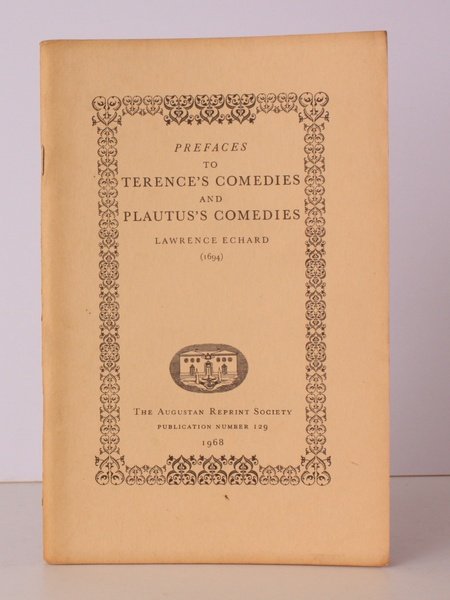 PREFACES
TO
TERENCE'S COMEDIES
AND
PLAUTUS'S COMEDIES
LAWRENCE ECHARD
(1694)
THE AUGUSTAN REPRINT SOCIETY
PUBLICATION NUMBER 129
1968